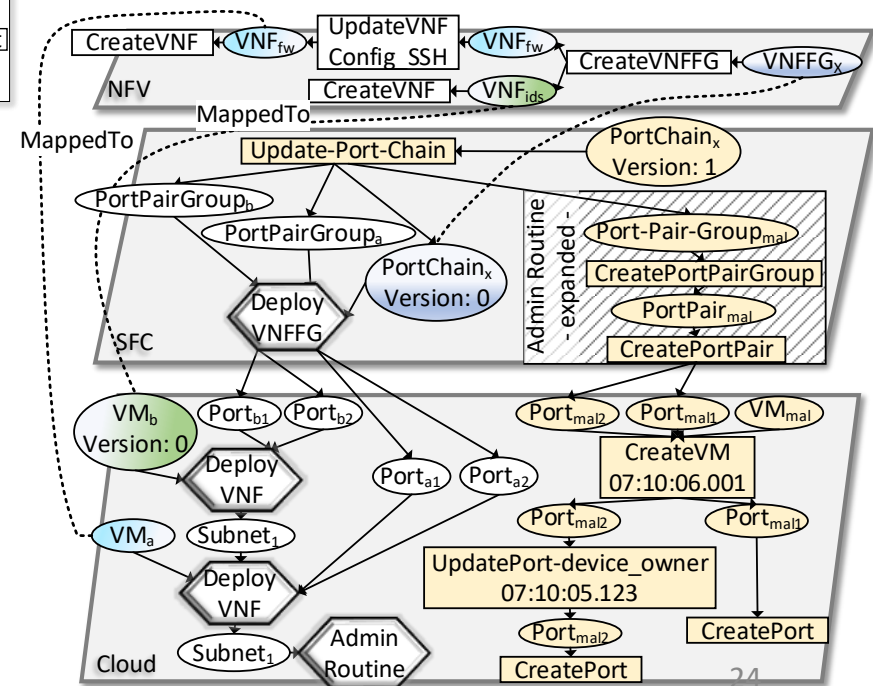 CreateVNF
VNFfw
UpdateVNF
Config_SSH
VNFfw
CreateVNFFG
VNFFGX
NFV
CreateVNF
VNFids
MappedTo
MappedTo
Update-Port-Chain
PortChainx
Version: 1
PortPairGroupb
PortPairGroupa
PortChainx
Version: 0
Deploy
VNFFG
SFC
Admin Routine
- expanded -
Port-Pair-Groupmal
CreatePortPairGroup
PortPairmal
CreatePortPair
VMb
Version: 0
Portb1
Portb2
Portmal2
Portmal1
VMmal
Deploy
VNF
Porta1
Porta2
CreateVM
07:10:06.001
VMa
Subnet1
Portmal2
Portmal1
Deploy
VNF
UpdatePort-device_owner
07:10:05.123
Subnet1
Admin
Routine
Portmal2
CreatePort
CreatePort
Cloud
24